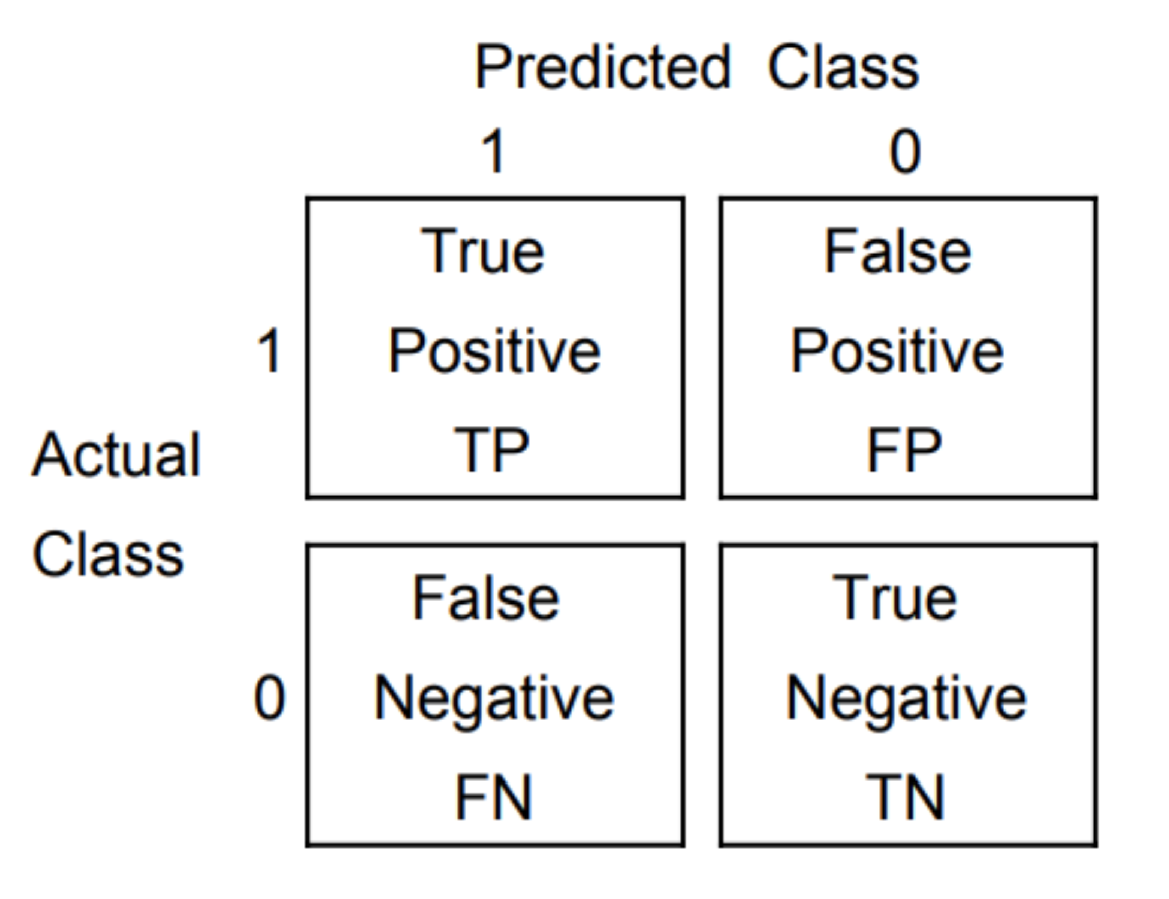 Predicted Class
1 0
True False
1 Positive Positive
TP FP
Actual
Class
False True
0 Negative Negative
FN TN